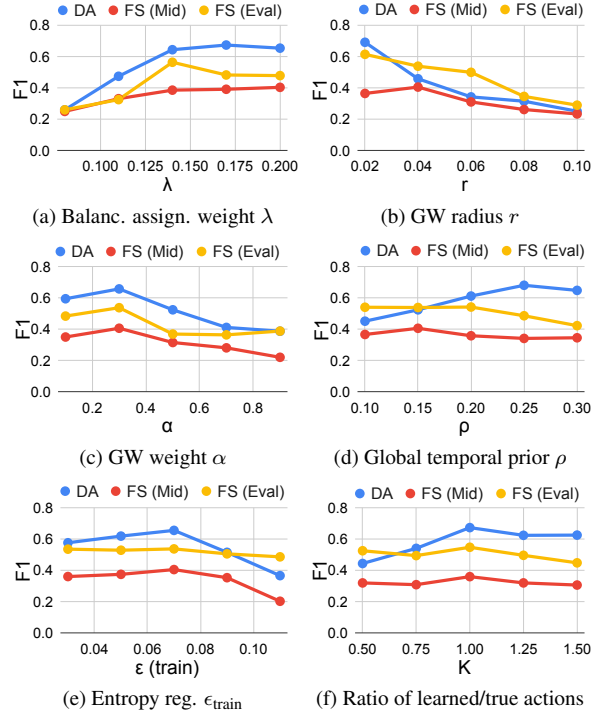 DA FS (Mid) FS (Eval)
0.8
0.6
0.4
0.2
0.0
F1
0.100 0.125 0.150 0.175 0.200
λ
(a) Balanc. assign. weight λ
DA FS (Mid) FS (Eval)
0.8
0.6
0.4
0.2
0.0
F1
0.02 0.04 0.06 0.08 0.10
r
(b) GW radius r
DA FS (Mid) FS (Eval)
0.8
0.6
0.4
0.2
0.0
F1
0.2 0.4 0.6 0.8
α
(c) GW weight α
DA FS (Mid) FS (Eval)
0.8
0.6
0.4
0.2
0.0
F1
0.10 0.15 0.20 0.25 0.30
ρ
(d) Global temporal prior ρ
DA FS (Mid) FS (Eval)
0.8
0.6
0.4
0.2
0.0
F1
0.04 0.06 0.08 0.10
ε (train)
(e) Entropy reg. ϵtrain
DA FS (Mid) FS (Eval)
0.8
0.6
0.4
0.2
0.0
F1
0.50 0.75 1.00 1.25 1.50
K
(f) Ratio of learned/true actions